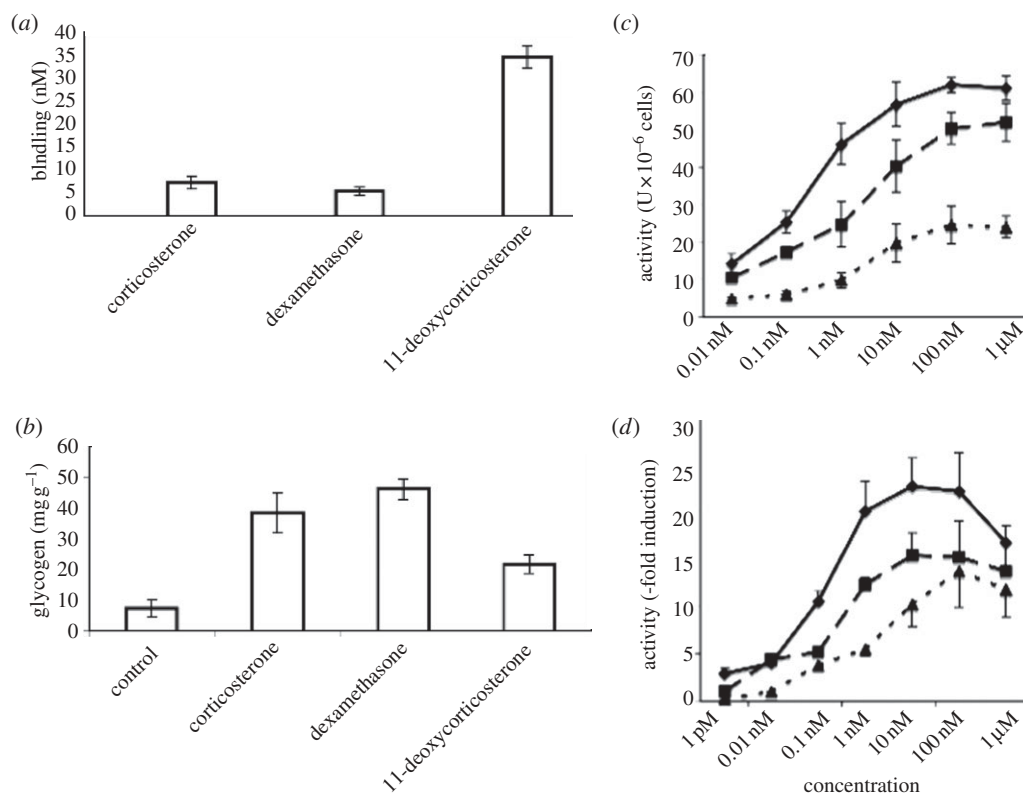 (a)
40
35
30
25
20
15
10
5
0
blndling (nM)
corticosterone
dexamethasone
11-deoxycorticosterone
(b)
60
50
40
30
20
10
0
glycogen (mg g⁻¹)
control
corticosterone
dexamethasone
11-deoxycorticosterone
(c)
70
60
50
40
30
20
10
0
activity (U × 10⁻⁶ cells)
0.01 nM
0.1 nM
1 nM
10 nM
100 nM
1 µM
(d)
30
25
20
15
10
5
0
activity (-fold induction)
1 pM
0.01 nM
0.1 nM
1 nM
10 nM
100 nM
1 µM
concentration